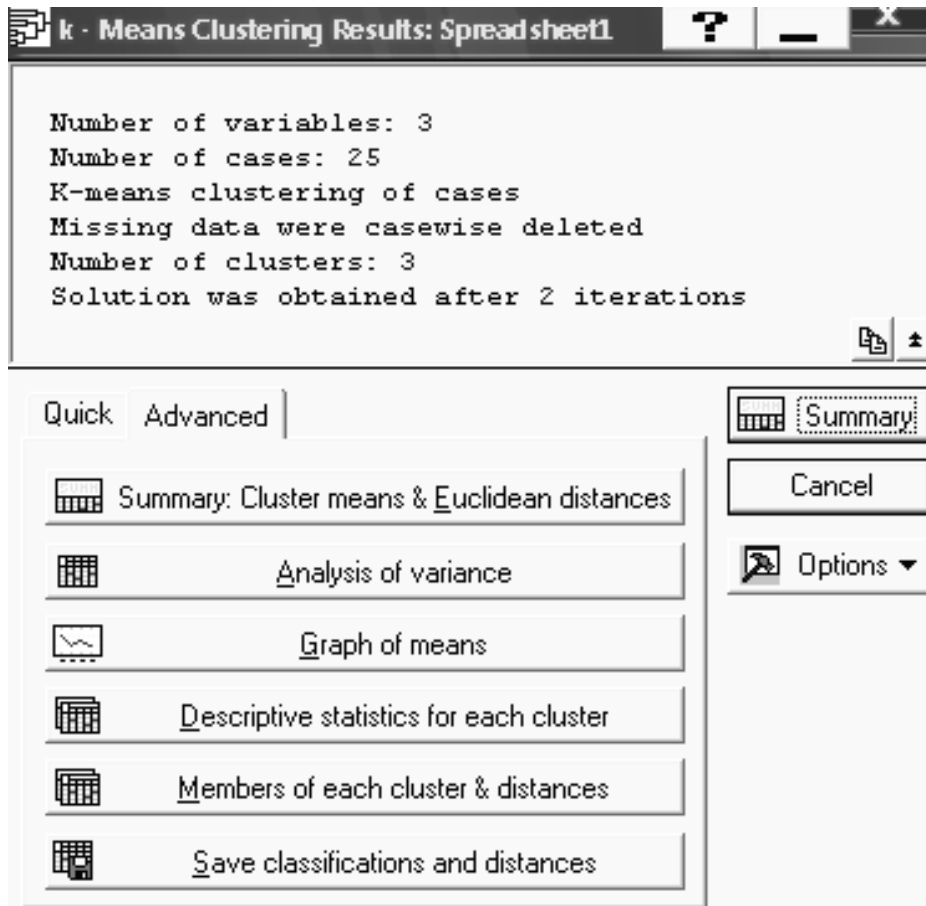 k - Means Clustering Results: Spreadsheet1
Number of variables: 3
Number of cases: 25
K-means clustering of cases
Missing data were casewise deleted
Number of clusters: 3
Solution was obtained after 2 iterations
Quick Advanced
Summary
Summary: Cluster means & Euclidean distances
Cancel
Analysis of variance
Options
Graph of means
Descriptive statistics for each cluster
Members of each cluster & distances
Save classifications and distances